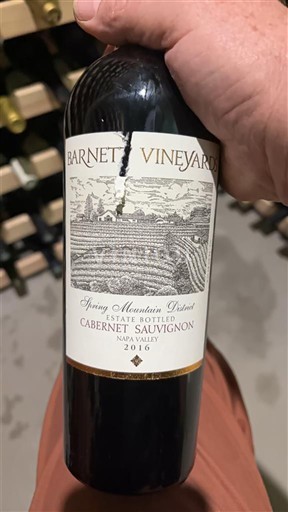 BARNETT VINEYARDS
Spring Mountain District
ESTATE BOTTLED
CABERNET SAUVIGNON
NAPA VALLEY
2016